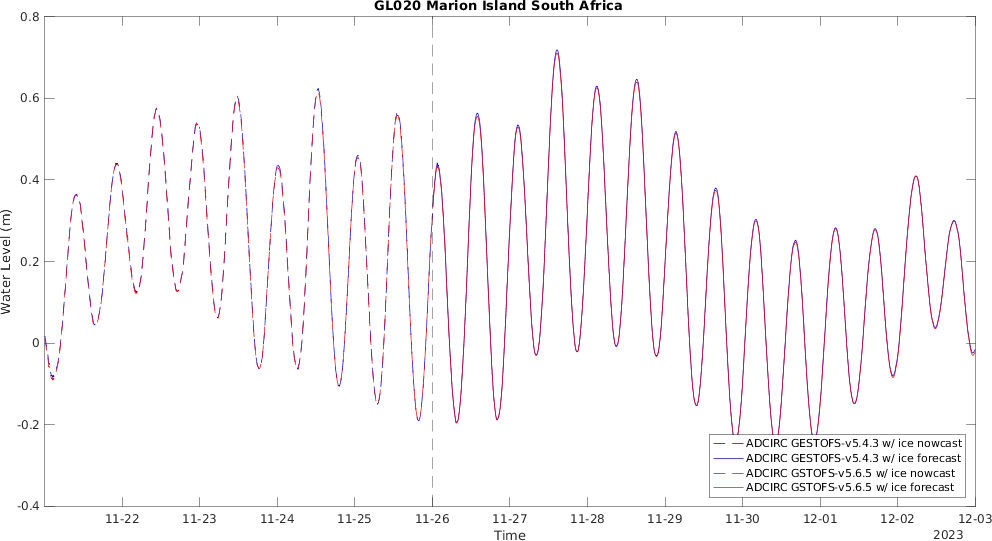 GL020 Marion Island South Africa
0.8
0.6
0.4
0.2
0
-0.2
-0.4
Water Level (m)
ADCIRC GESTOFS-v5.4.3 w/ ice nowcast
ADCIRC GESTOFS-v5.4.3 w/ ice forecast
ADCIRC GSTOFS-v5.6.5 w/ ice nowcast
ADCIRC GSTOFS-v5.6.5 w/ ice forecast
11-22 11-23 11-24 11-25 11-26 11-27 11-28 11-29 11-30 12-01 12-02 12-03
Time
2023